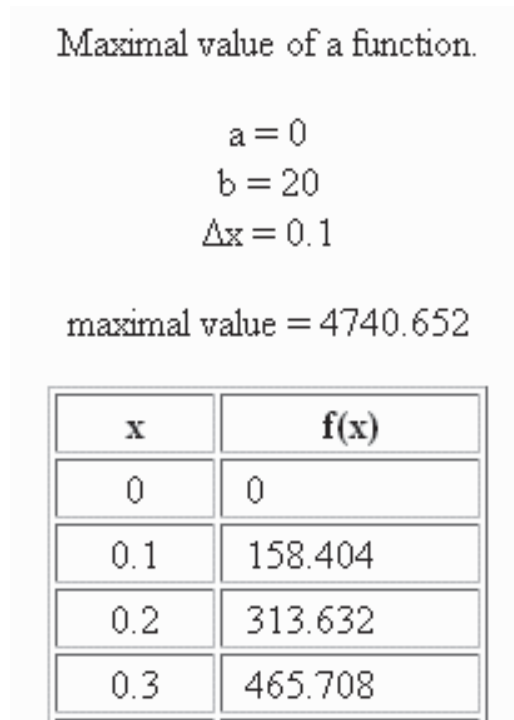 Maximal value of a function.
a = 0
b = 20
Δx = 0.1
maximal value = 4740.652
x f(x)
0 0
0.1 158.404
0.2 313.632
0.3 465.708